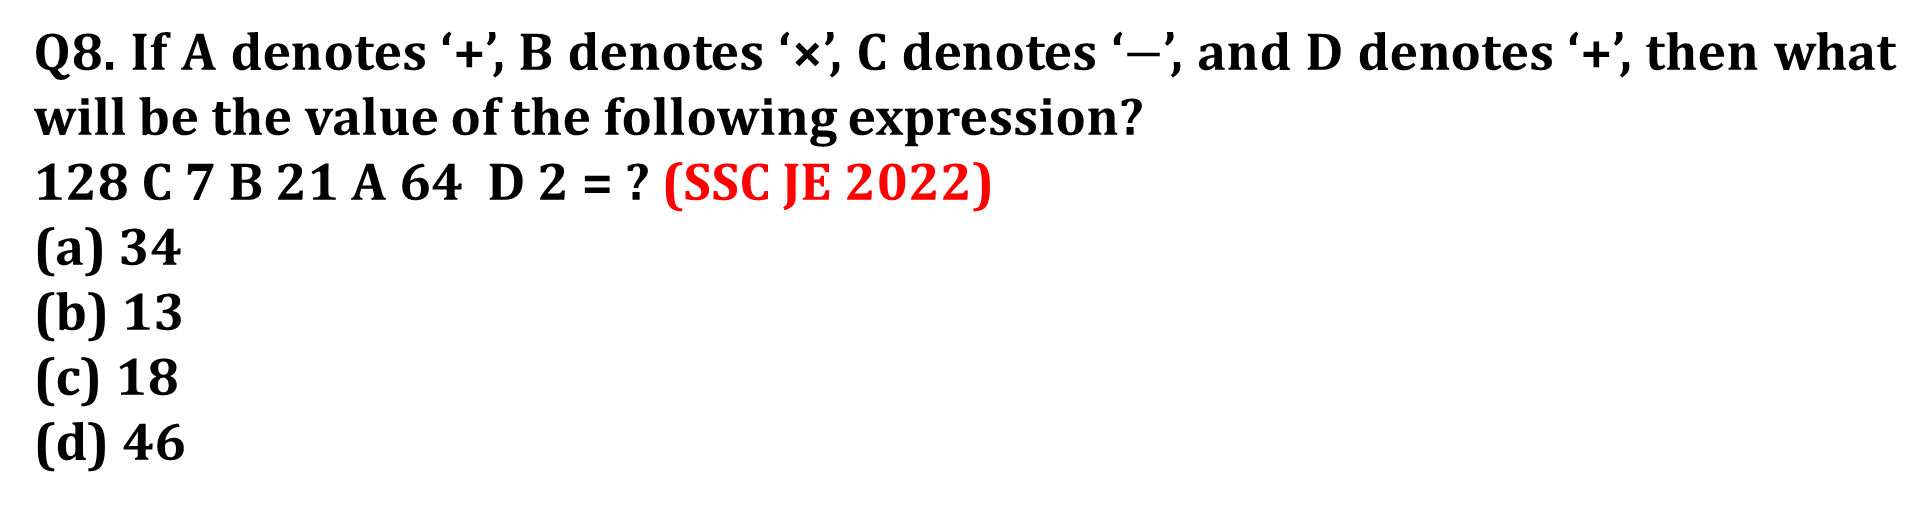 Q8. If A denotes ‘+’, B denotes ‘×’, C denotes ‘−’, and D denotes ‘+’, then what
will be the value of the following expression?
128 C 7 B 21 A 64 D 2 = ? (SSC JE 2022)
(a) 34
(b) 13
(c) 18
(d) 46